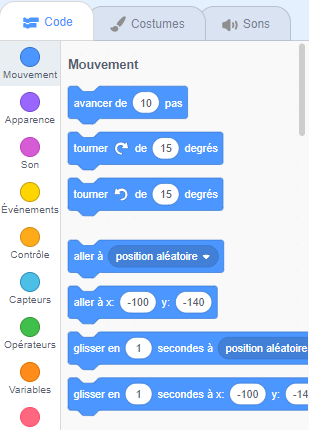 Code Costumes Sons
Mouvement
Apparence
Son
Événements
Contrôle
Capteurs
Opérateurs
Variables
Mouvement
avancer de 10 pas
tourner de 15 degrés
tourner de 15 degrés
aller à position aléatoire
aller à x: -100 y: -140
glisser en 1 secondes à position aléatoire
glisser en 1 secondes à x: -100 y: -14